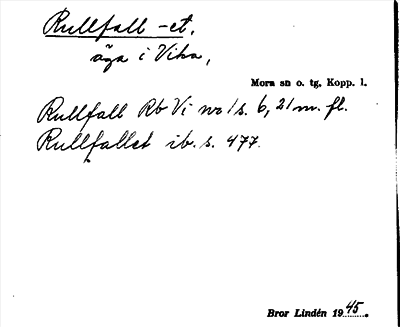 Rullfall -et,
äga i Vika,
Mora sn o. tg. Kopp. l.
Rullfall Rb Vi no 1 s. 6, 21 m. fl.
Rullfallet ib. s. 477.
Bror Lindén 1945.